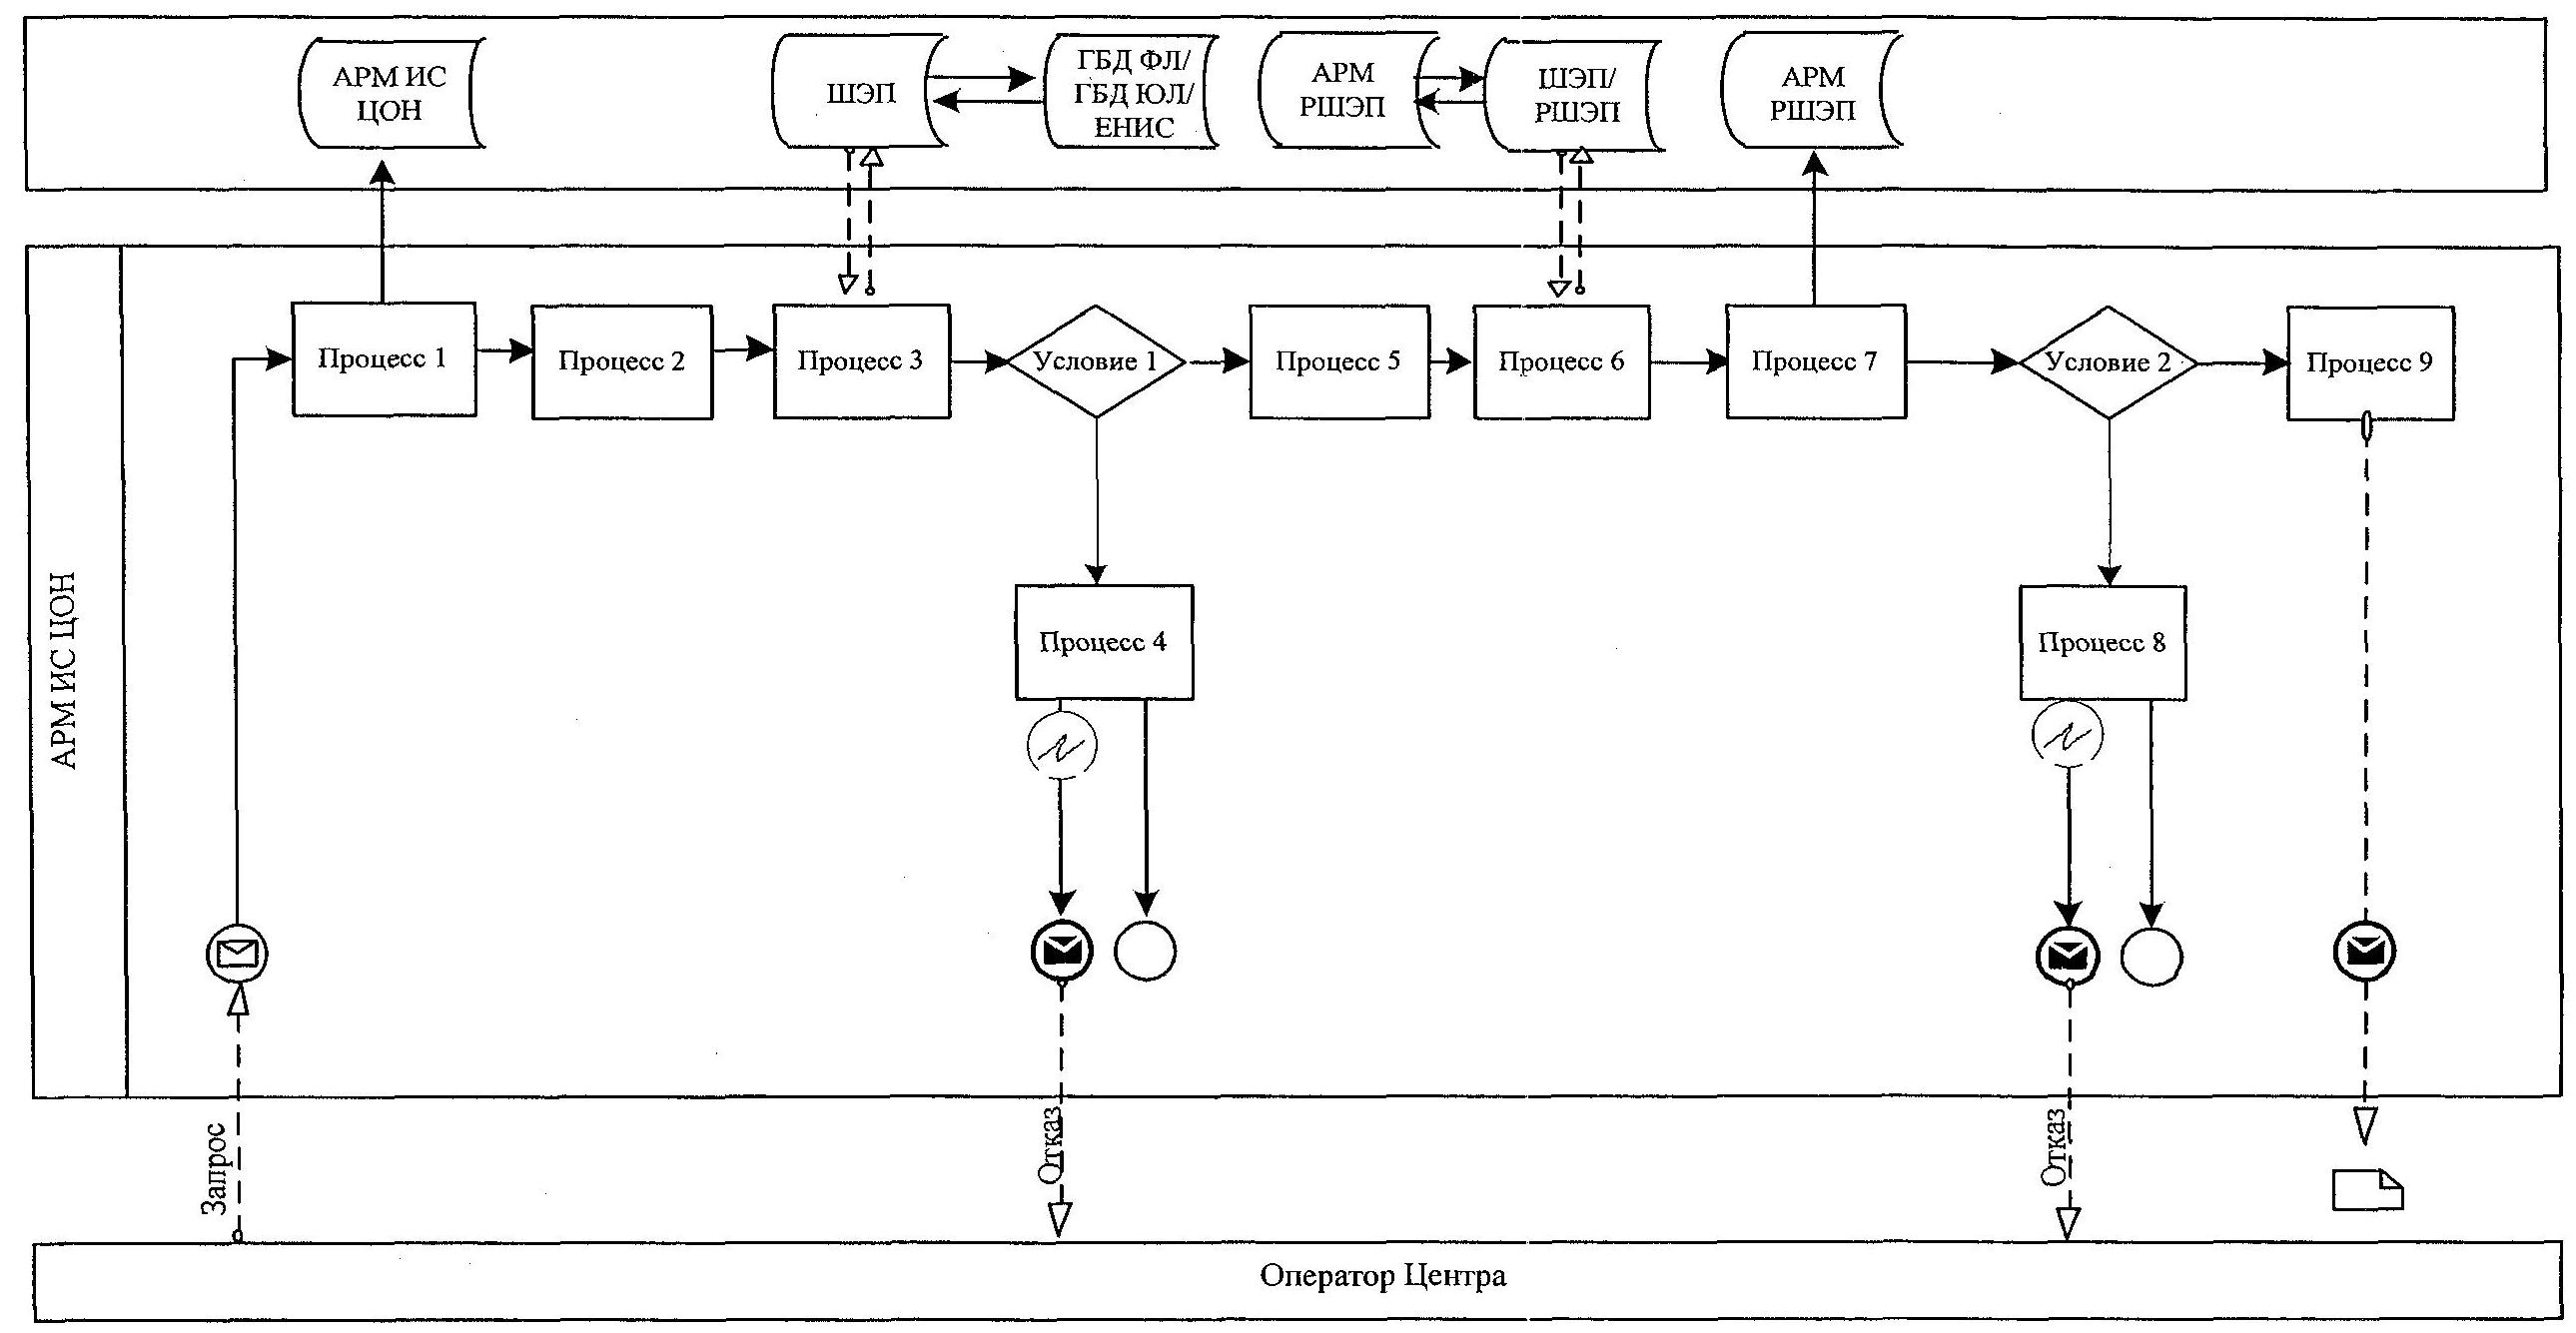 АРМ ИС
ЦОН
ШЭП
ГБД ФЛ/
ГБД ЮЛ/
ЕНИС
АРМ
РШЭП
ШЭП/
РШЭП
АРМ
РШЭП
АРМ ИС ЦОН
Процесс 1
Процесс 2
Процесс 3
Условие 1
Процесс 5
Процесс 6
Процесс 7
Условие 2
Процесс 9
Процесс 4
Процесс 8
Запрос
Отказ
Отказ
Оператор Центра